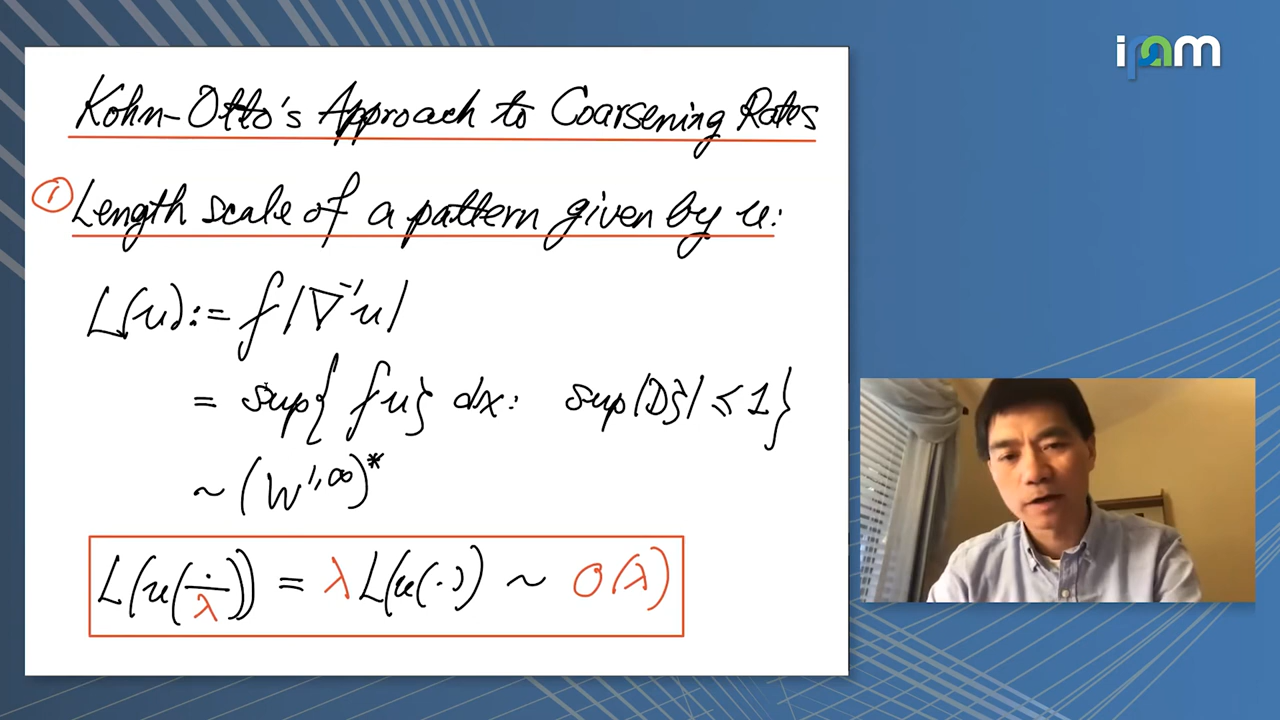 ipam
Kohn-Otto's Approach to Coarsening Rates
① Length scale of a pattern given by u:
L(u) := ⨍ |∇⁻¹u|
= sup{ ⨍ uξ dx : sup|Dξ| ≤ 1 }
~ (W^{1,∞})*
L(u(·/λ)) = λL(u(·)) ~ O(λ)